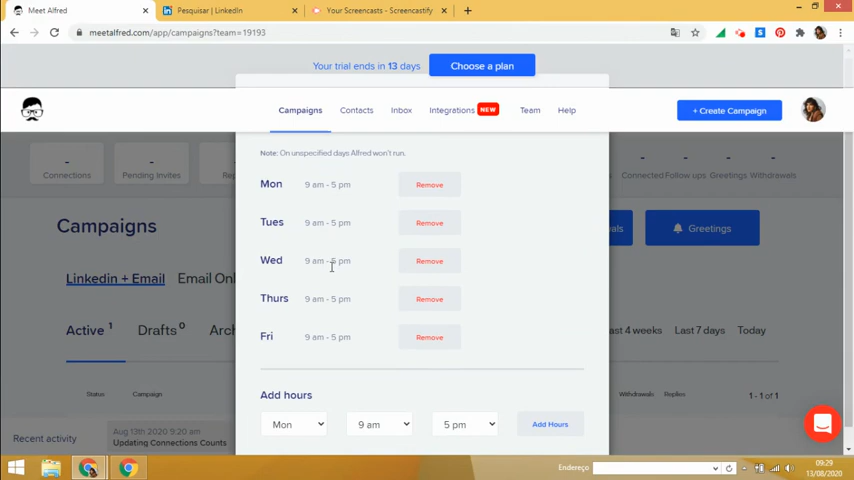 Meet Alfred
Pesquisar | LinkedIn
Your Screencasts - Screencastify
meetalfred.com/app/campaigns?team=19193
Your trial ends in 13 days
Choose a plan
Campaigns Contacts Inbox Integrations NEW Team Help
+ Create Campaign
Note: On unspecified days Alfred won't run.
Connections Pending Invites Connected Follow ups Greetings Withdrawals
Mon 9 am - 5 pm Remove
Tues 9 am - 5 pm Remove
Campaigns
Greetings
Wed 9 am - 5 pm Remove
Linkedin + Email Email Onl
Thurs 9 am - 5 pm Remove
Active 1 Drafts 0 Arch
ast 4 weeks Last 7 days Today
Fri 9 am - 5 pm Remove
Add hours
Status Campaign Withdrawals Replies 1 - 1 of 1
Mon 9 am 5 pm Add Hours
Recent activity
Aug 13th 2020 9:20 am
Updating Connections Counts
Endereço
09:29
13/08/2020